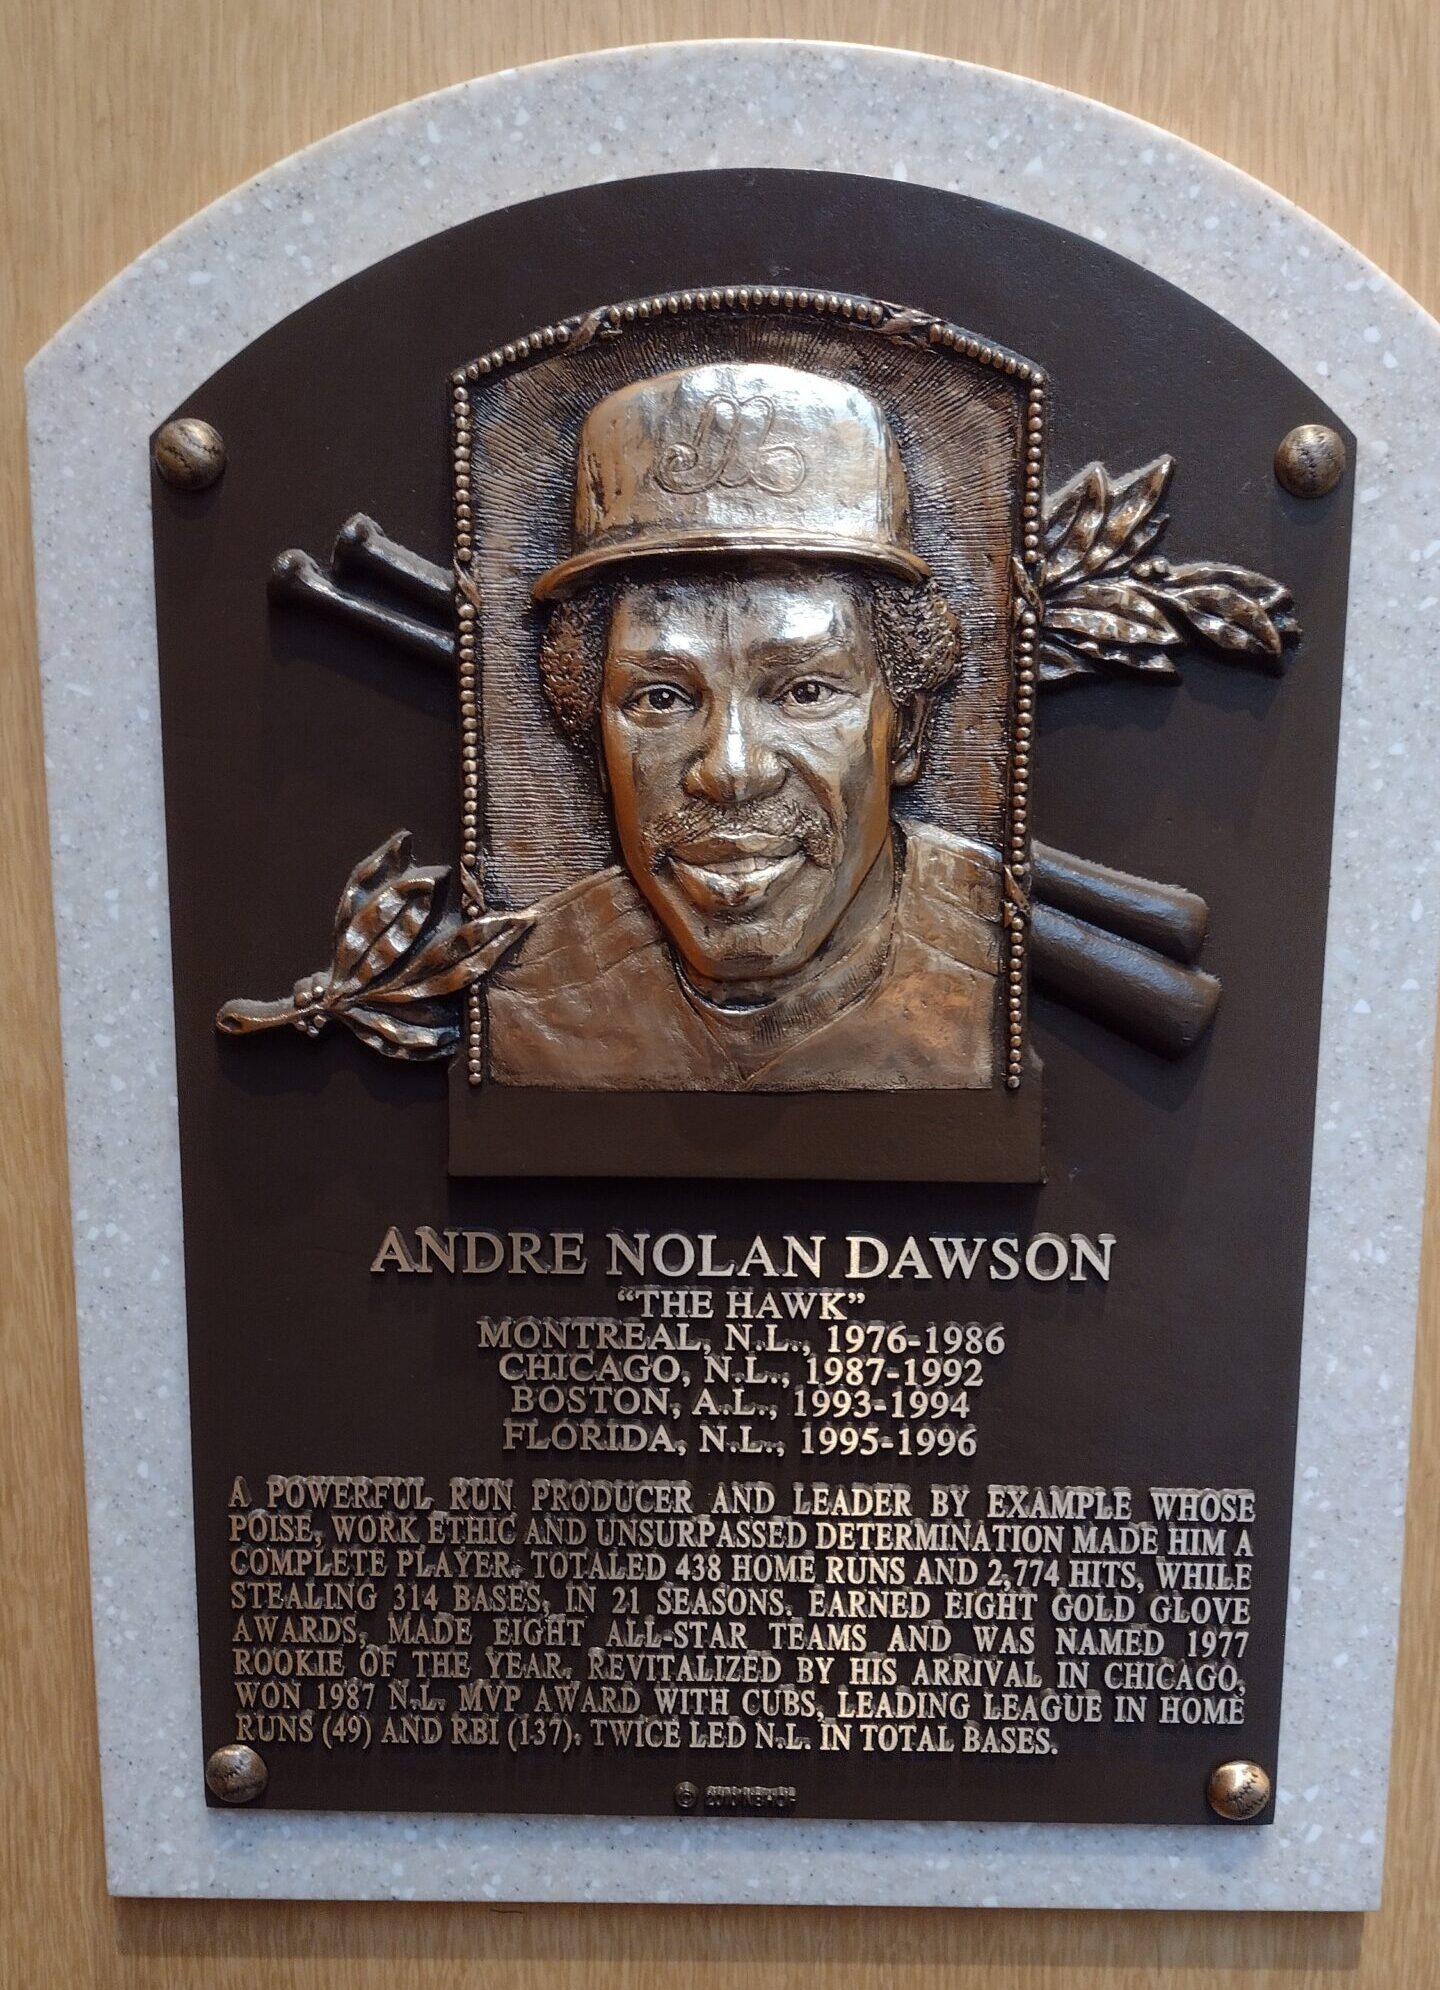 ANDRE NOLAN DAWSON
“THE HAWK”
MONTREAL, N.L., 1976-1986
CHICAGO, N.L., 1987-1992
BOSTON, A.L., 1993-1994
FLORIDA, N.L., 1995-1996
A POWERFUL RUN PRODUCER AND LEADER BY EXAMPLE WHOSE
POISE, WORK ETHIC AND UNSURPASSED DETERMINATION MADE HIM A
COMPLETE PLAYER. TOTALED 438 HOME RUNS AND 2,774 HITS, WHILE
STEALING 314 BASES, IN 21 SEASONS. EARNED EIGHT GOLD GLOVE
AWARDS, MADE EIGHT ALL-STAR TEAMS AND WAS NAMED 1977
ROOKIE OF THE YEAR. REVITALIZED BY HIS ARRIVAL IN CHICAGO,
WON 1987 N.L. MVP AWARD WITH CUBS, LEADING LEAGUE IN HOME
RUNS (49) AND RBI (137). TWICE LED N.L. IN TOTAL BASES.
© 2010 NBHOF